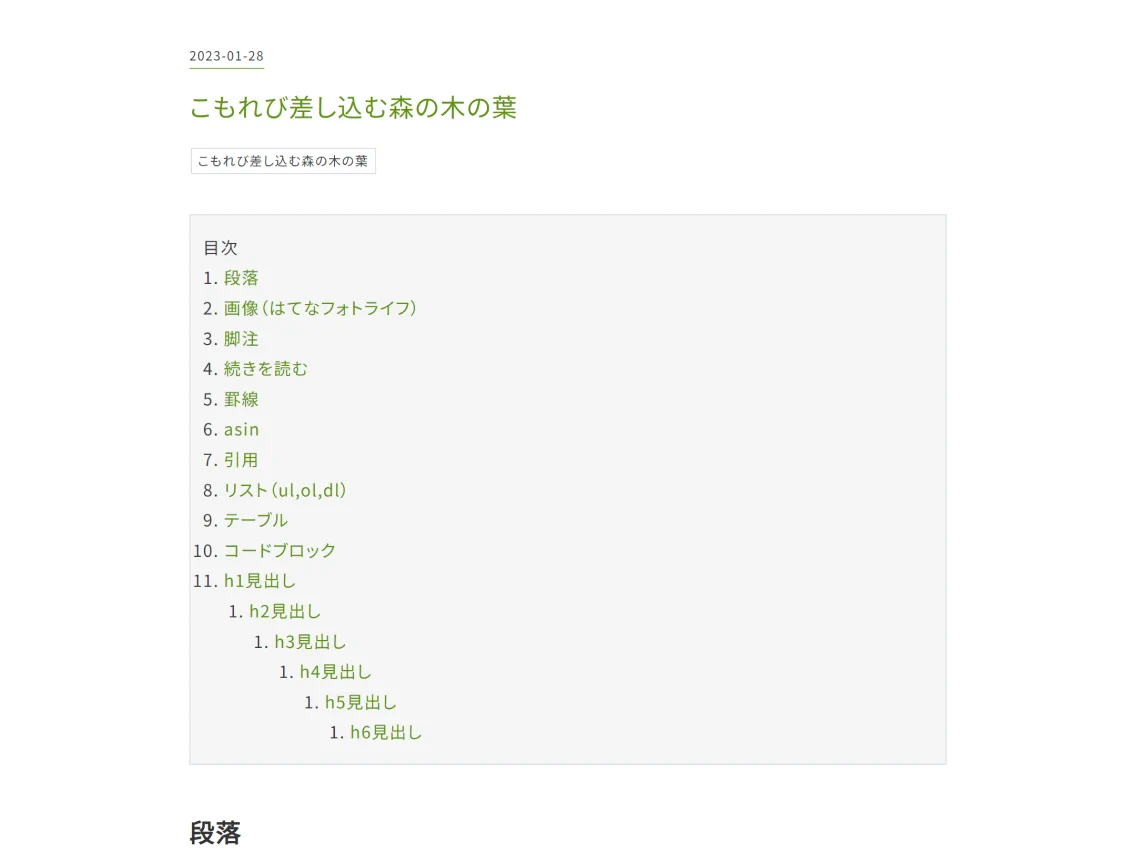 2023-01-28
こもれび差し込む森の木の葉
こもれび差し込む森の木の葉
目次
1. 段落
2. 画像（はてなフォトライフ）
3. 脚注
4. 続きを読む
5. 罫線
6. asin
7. 引用
8. リスト（ul,ol,dl）
9. テーブル
10. コードブロック
11. h1見出し
1. h2見出し
1. h3見出し
1. h4見出し
1. h5見出し
1. h6見出し
段落